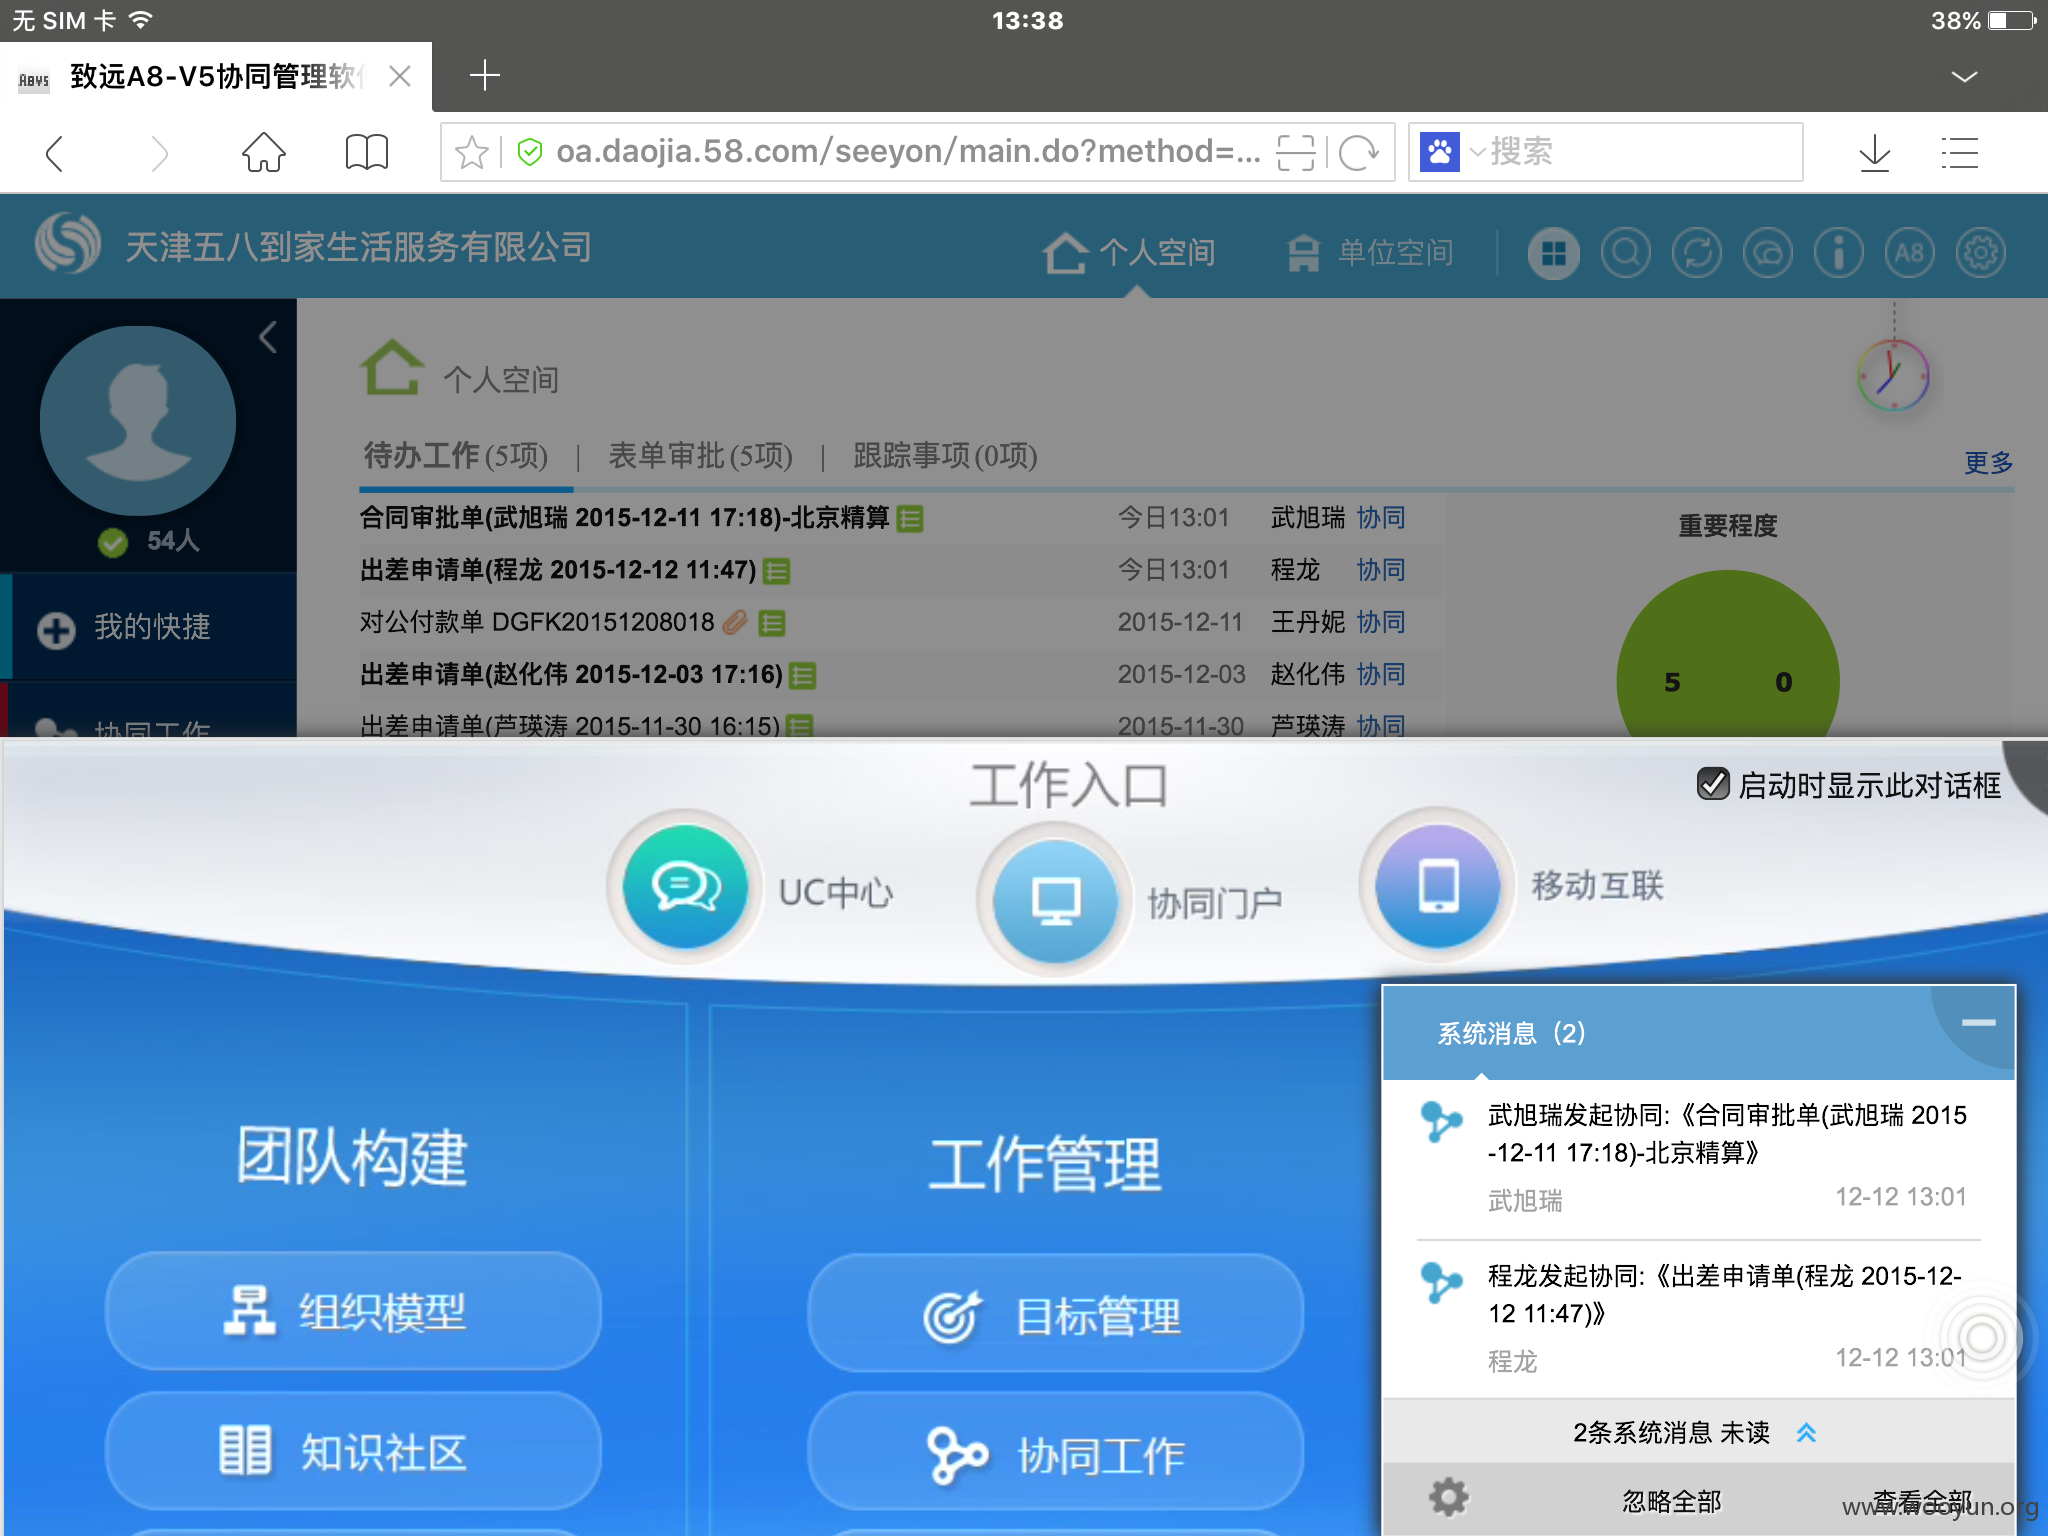 无 SIM 卡
13:38
38%
A8V5
致远A8-V5协同管理软
oa.daojia.58.com/seeyon/main.do?method=...
搜索
天津五八到家生活服务有限公司
个人空间
单位空间
A8
个人空间
待办工作(5项) | 表单审批(5项) | 跟踪事项(0项)
更多
54人
我的快捷
协同工作
合同审批单(武旭瑞 2015-12-11 17:18)-北京精算 今日13:01 武旭瑞 协同
出差申请单(程龙 2015-12-12 11:47) 今日13:01 程龙 协同
对公付款单 DGFK20151208018 2015-12-11 王丹妮 协同
出差申请单(赵化伟 2015-12-03 17:16) 2015-12-03 赵化伟 协同
出差申请单(芦瑛涛 2015-11-30 16:15) 2015-11-30 芦瑛涛 协同
重要程度
5 0
工作入口
启动时显示此对话框
UC中心
协同门户
移动互联
团队构建
组织模型
知识社区
工作管理
目标管理
协同工作
系统消息 (2)
武旭瑞发起协同:《合同审批单(武旭瑞 2015
-12-11 17:18)-北京精算》
武旭瑞 12-12 13:01
程龙发起协同:《出差申请单(程龙 2015-12-
12 11:47)》
程龙 12-12 13:01
2条系统消息 未读
忽略全部
查看全部
www.wooyun.org